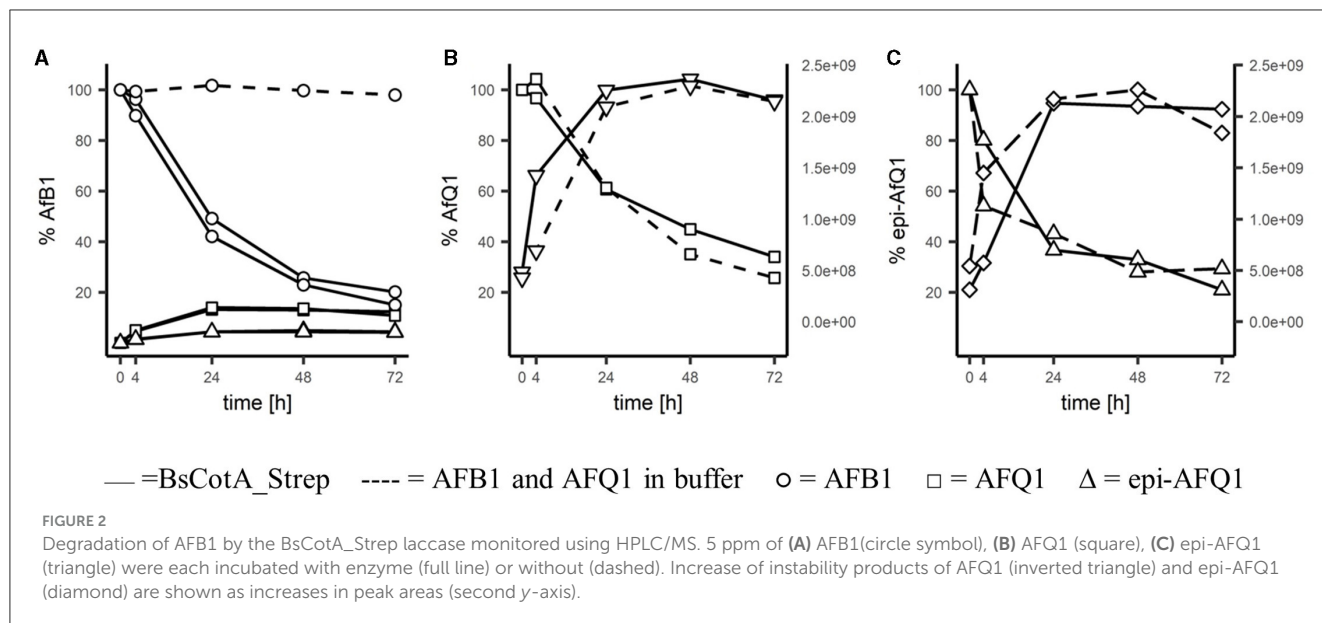 A
% AfB1
100
80
60
40
20
0 4 24 48 72
time [h]
B
% AfQ1
100
80
60
40
20
2.5e+09
2.0e+09
1.5e+09
1.0e+09
5.0e+08
0.0e+00
0 4 24 48 72
time [h]
C
% epi-AfQ1
100
80
60
40
20
2.5e+09
2.0e+09
1.5e+09
1.0e+09
5.0e+08
0.0e+00
0 4 24 48 72
time [h]
— =BsCotA_Strep ---- = AFB1 and AFQ1 in buffer o = AFB1 □ = AFQ1 Δ = epi-AFQ1
FIGURE 2
Degradation of AFB1 by the BsCotA_Strep laccase monitored using HPLC/MS. 5 ppm of (A) AFB1(circle symbol), (B) AFQ1 (square), (C) epi-AFQ1
(triangle) were each incubated with enzyme (full line) or without (dashed). Increase of instability products of AFQ1 (inverted triangle) and epi-AFQ1
(diamond) are shown as increases in peak areas (second y-axis).